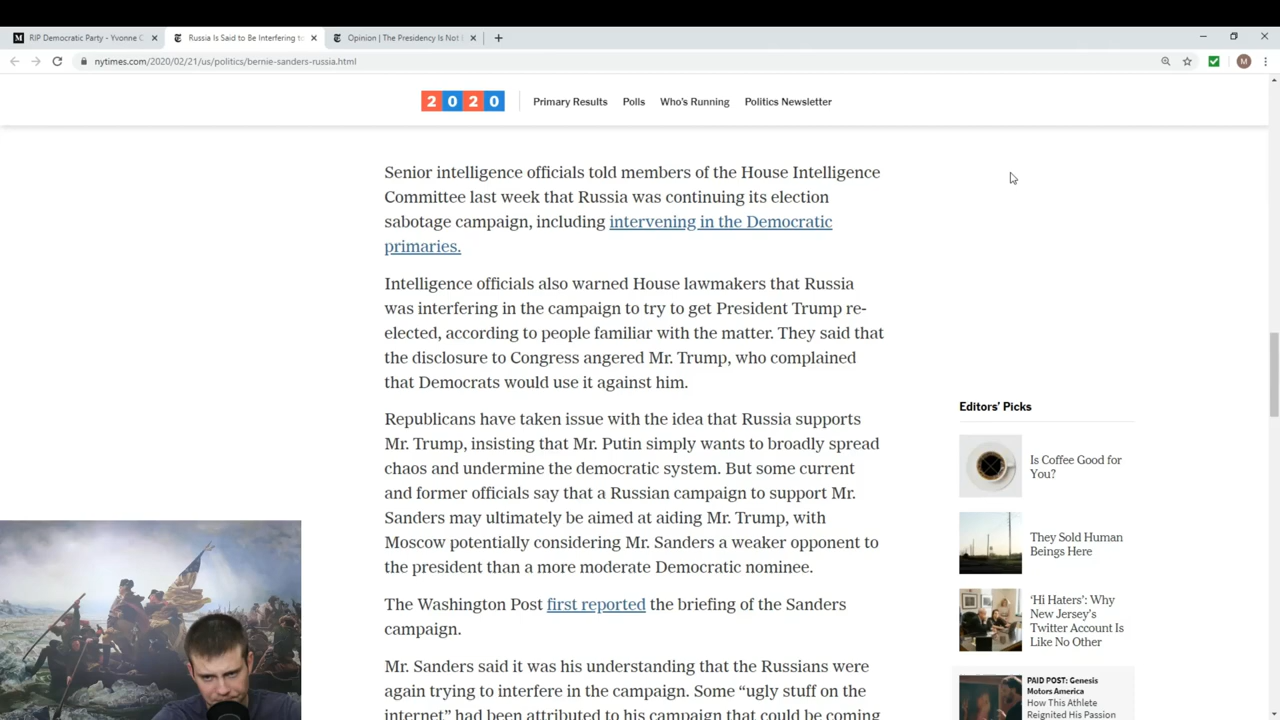 RIP Democratic Party - Yvonne C
Russia Is Said to Be Interfering to
Opinion | The Presidency Is Not
nytimes.com/2020/02/21/us/politics/bernie-sanders-russia.html
M
2020
Primary Results
Polls
Who's Running
Politics Newsletter
Senior intelligence officials told members of the House Intelligence
Committee last week that Russia was continuing its election
sabotage campaign, including intervening in the Democratic
primaries.
Intelligence officials also warned House lawmakers that Russia
was interfering in the campaign to try to get President Trump re-
elected, according to people familiar with the matter. They said that
the disclosure to Congress angered Mr. Trump, who complained
that Democrats would use it against him.
Republicans have taken issue with the idea that Russia supports
Mr. Trump, insisting that Mr. Putin simply wants to broadly spread
chaos and undermine the democratic system. But some current
and former officials say that a Russian campaign to support Mr.
Sanders may ultimately be aimed at aiding Mr. Trump, with
Moscow potentially considering Mr. Sanders a weaker opponent to
the president than a more moderate Democratic nominee.
The Washington Post first reported the briefing of the Sanders
campaign.
Mr. Sanders said it was his understanding that the Russians were
again trying to interfere in the campaign. Some “ugly stuff on the
internet” had been attributed to his campaign that could be coming
Editors’ Picks
Is Coffee Good for
You?
They Sold Human
Beings Here
‘Hi Haters’: Why
New Jersey’s
Twitter Account Is
Like No Other
PAID POST: Genesis
Motors America
How This Athlete
Reignited His Passion